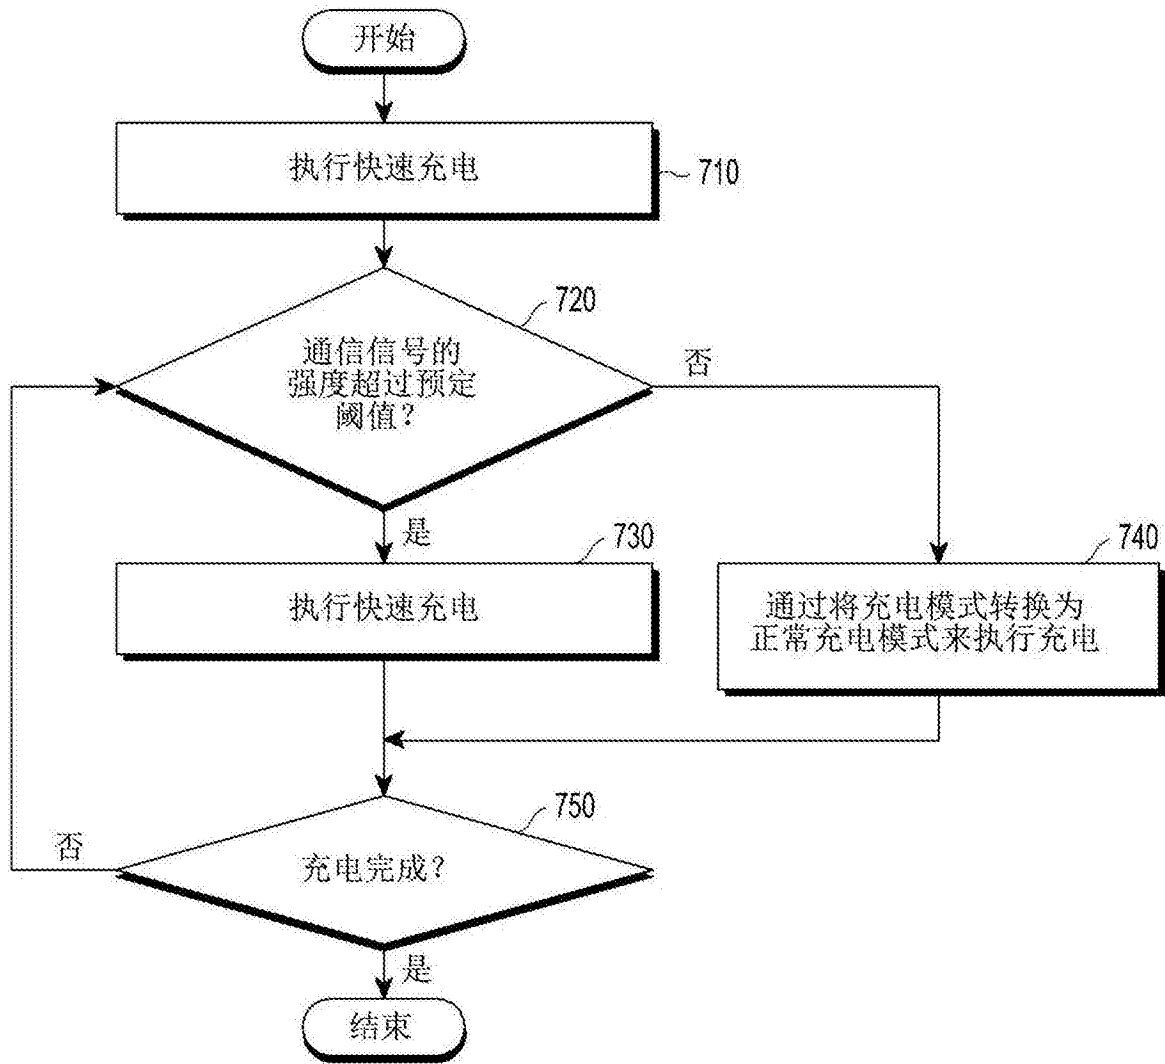 开始
执行快速充电
710
720
通信信号的
强度超过预定
阈值?
否
是
730
执行快速充电
740
通过将充电模式转换为
正常充电模式来执行充电
750
否
充电完成?
是
结束